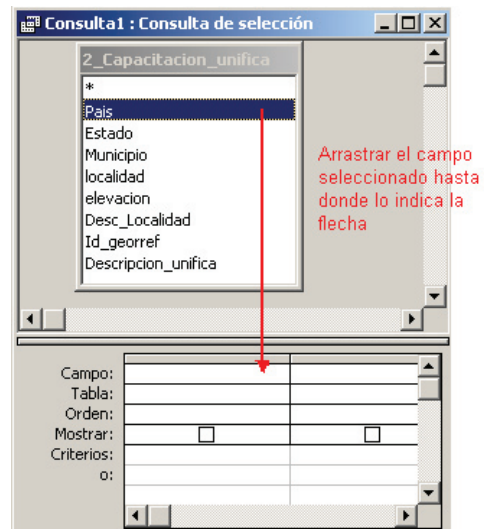 Consulta1 : Consulta de selección
2_Capacitacion_unifica
*
Pais
Estado
Municipio
localidad
elevacion
Desc_Localidad
Id_georref
Descripcion_unifica
Arrastrar el campo
seleccionado hasta
donde lo indica la
flecha
Campo:
Tabla:
Orden:
Mostrar:
Criterios:
o: